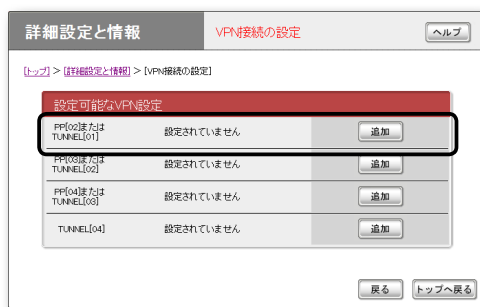 詳細設定と情報
VPN接続の設定
ヘルプ
[トップ] > [詳細設定と情報] > [VPN接続の設定]
設定可能なVPN設定
PP[02]または
TUNNEL[01]
設定されていません
追加
PP[03]または
TUNNEL[02]
設定されていません
追加
PP[04]または
TUNNEL[03]
設定されていません
追加
TUNNEL[04]
設定されていません
追加
戻る
トップへ戻る